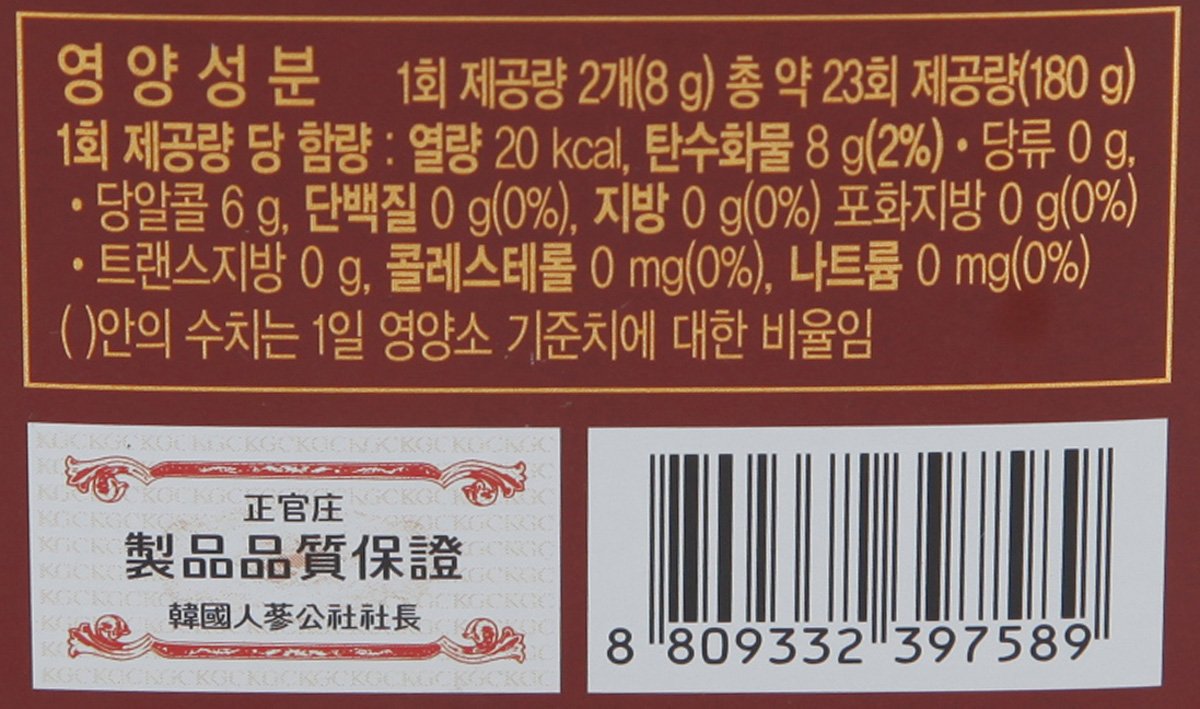 영양성분 1회 제공량 2개(8 g) 총 약 23회 제공량(180 g)
1회 제공량 당 함량 : 열량 20 kcal, 탄수화물 8 g(2%) • 당류 0 g,
• 당알콜 6 g, 단백질 0 g(0%), 지방 0 g(0%) 포화지방 0 g(0%)
• 트랜스지방 0 g, 콜레스테롤 0 mg(0%), 나트륨 0 mg(0%)
( )안의 수치는 1일 영양소 기준치에 대한 비율임
正官庄
製品品質保證
韓國人蔘公社社長
8 809332 397589